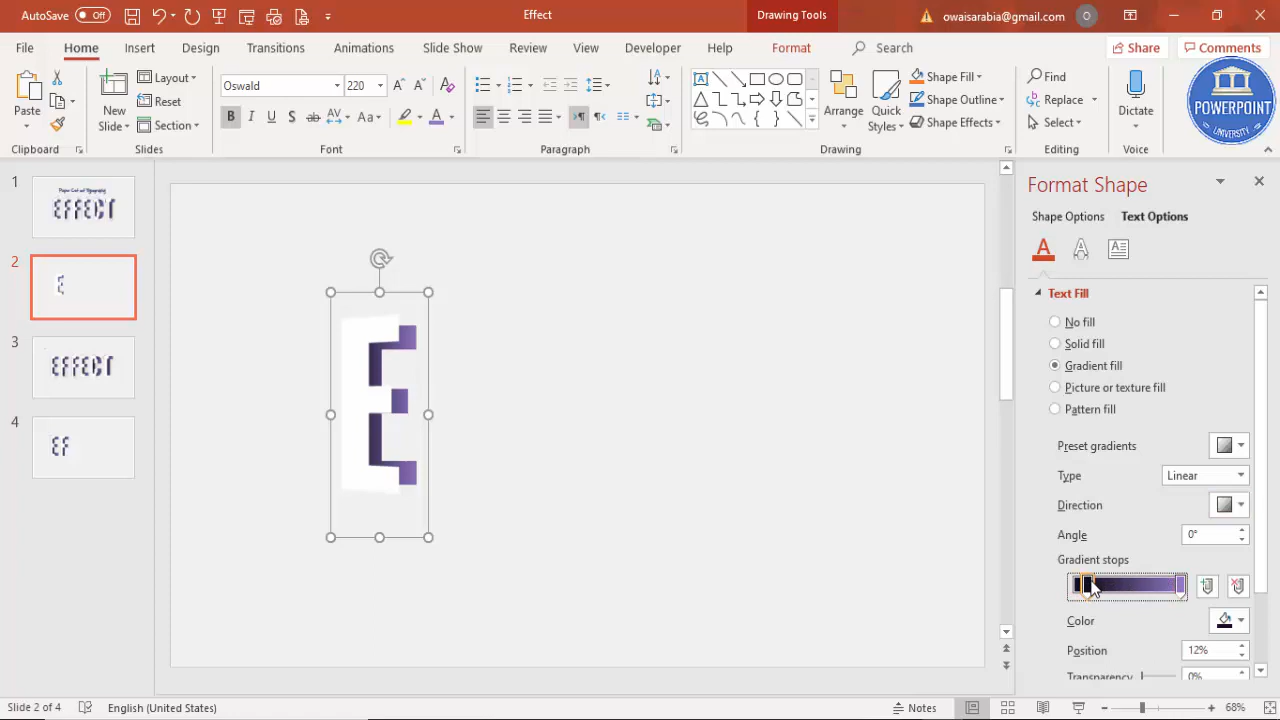 AutoSave Off Effect Drawing Tools owaisarabia@gmail.com O
File Home Insert Design Transitions Animations Slide Show Review View Developer Help Format Search Share Comments
Paste New Slide Layout Reset Section Oswald 220 Arrange Quick Styles Shape Fill Shape Outline Shape Effects Find Replace Select Dictate
POWERPOINT UNIVERSITY
Clipboard Slides Font Paragraph Drawing Editing Voice
1
Paper Cut out Typography
EFFECT
2
E
3
EFFECT
4
EF
E
Format Shape
Shape Options Text Options
Text Fill
No fill
Solid fill
Gradient fill
Picture or texture fill
Pattern fill
Preset gradients
Type Linear
Direction
Angle 0°
Gradient stops
Color
Position 12%
Transparency 0%
Slide 2 of 4 English (United States) Notes 68%